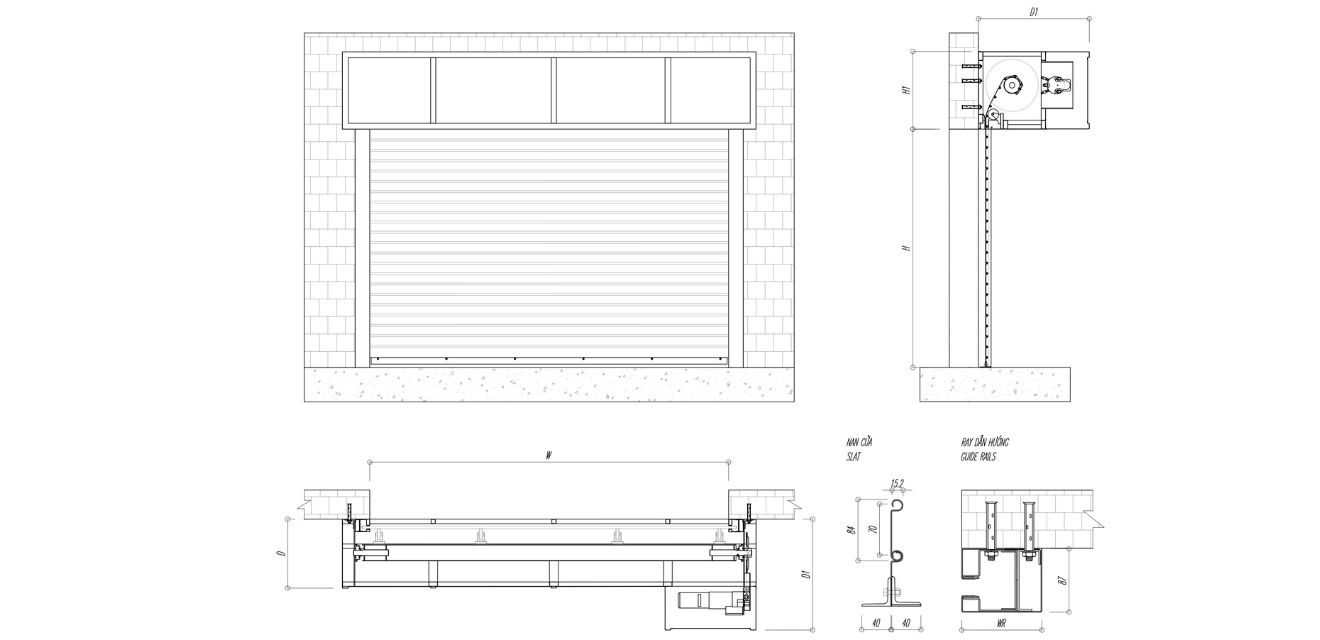 D1
H1
H
NAN CỬA
SLAT
RAY DẪN HƯỚNG
GUIDE RAILS
W
15.2
84
70
D
D1
87
40
40
WR